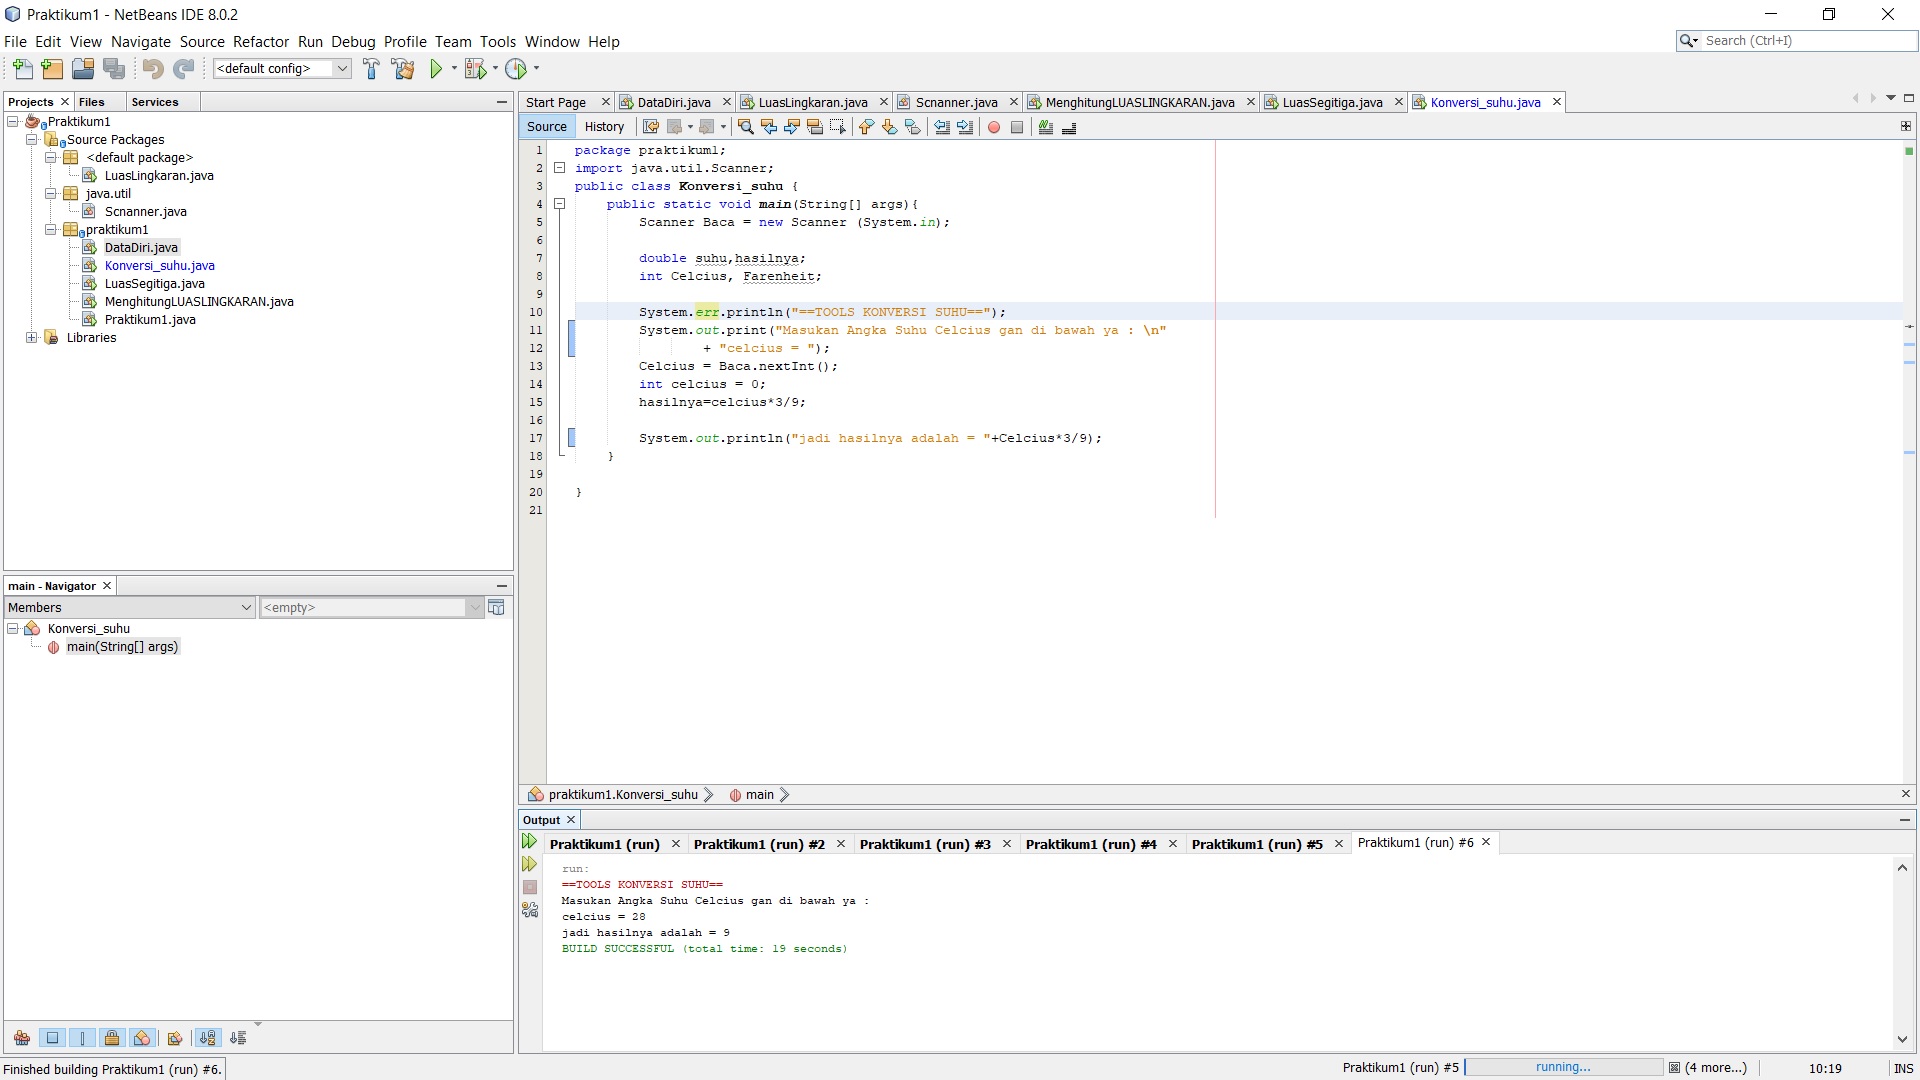 Praktikum1 - NetBeans IDE 8.0.2
File Edit View Navigate Source Refactor Run Debug Profile Team Tools Window Help
Search (Ctrl+I)
<default config>
Projects Files Services
Praktikum1
Source Packages
<default package>
LuasLingkaran.java
java.util
Scnanner.java
praktikum1
DataDiri.java
Konversi_suhu.java
LuasSegitiga.java
MenghitungLUASLINGKARAN.java
Praktikum1.java
Libraries
main - Navigator
Members <empty>
Konversi_suhu
main(String[] args)
Start Page DataDiri.java LuasLingkaran.java Scnanner.java MenghitungLUASLINGKARAN.java LuasSegitiga.java Konversi_suhu.java
Source History
1 package praktikum1;
2 import java.util.Scanner;
3 public class Konversi_suhu {
4 public static void main(String[] args){
5 Scanner Baca = new Scanner (System.in);
6
7 double suhu,hasilnya;
8 int Celcius, Farenheit;
9
10 System.err.println("==TOOLS KONVERSI SUHU==");
11 System.out.print("Masukan Angka Suhu Celcius gan di bawah ya : \n"
12 + "celcius = ");
13 Celcius = Baca.nextInt();
14 int celcius = 0;
15 hasilnya=celcius*3/9;
16
17 System.out.println("jadi hasilnya adalah = "+Celcius*3/9);
18 }
19
20 }
21
praktikum1.Konversi_suhu main
Output
Praktikum1 (run) Praktikum1 (run) #2 Praktikum1 (run) #3 Praktikum1 (run) #4 Praktikum1 (run) #5 Praktikum1 (run) #6
run:
==TOOLS KONVERSI SUHU==
Masukan Angka Suhu Celcius gan di bawah ya :
celcius = 28
jadi hasilnya adalah = 9
BUILD SUCCESSFUL (total time: 19 seconds)
Finished building Praktikum1 (run) #6.
Praktikum1 (run) #5 running... (4 more...) 10:19 INS